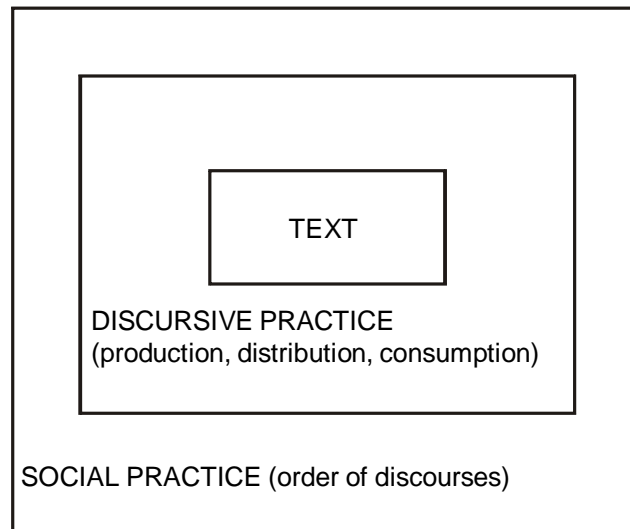 TEXT
DISCURSIVE PRACTICE
(production, distribution, consumption)
SOCIAL PRACTICE (order of discourses)